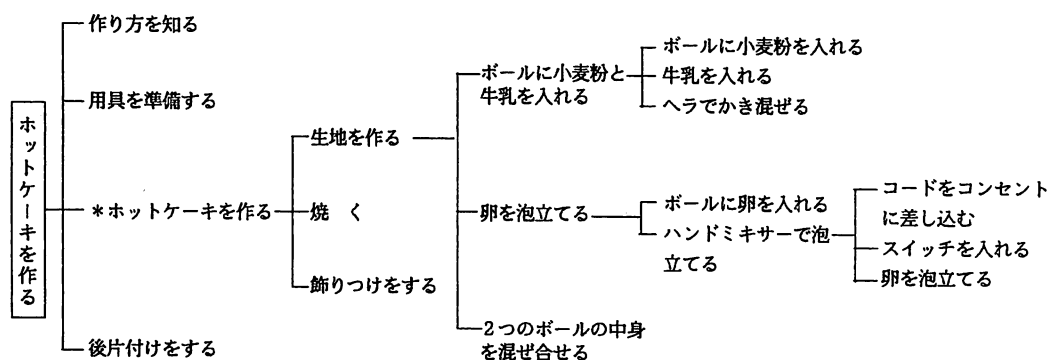 ホットケーキを作る
作り方を知る
用具を準備する
*ホットケーキを作る
後片付けをする
生地を作る
焼 く
飾りつけをする
ボールに小麦粉と
牛乳を入れる
卵を泡立てる
2つのボールの中身
を混ぜ合せる
ボールに小麦粉を入れる
牛乳を入れる
ヘラでかき混ぜる
ボールに卵を入れる
ハンドミキサーで泡
立てる
コードをコンセント
に差し込む
スイッチを入れる
卵を泡立てる